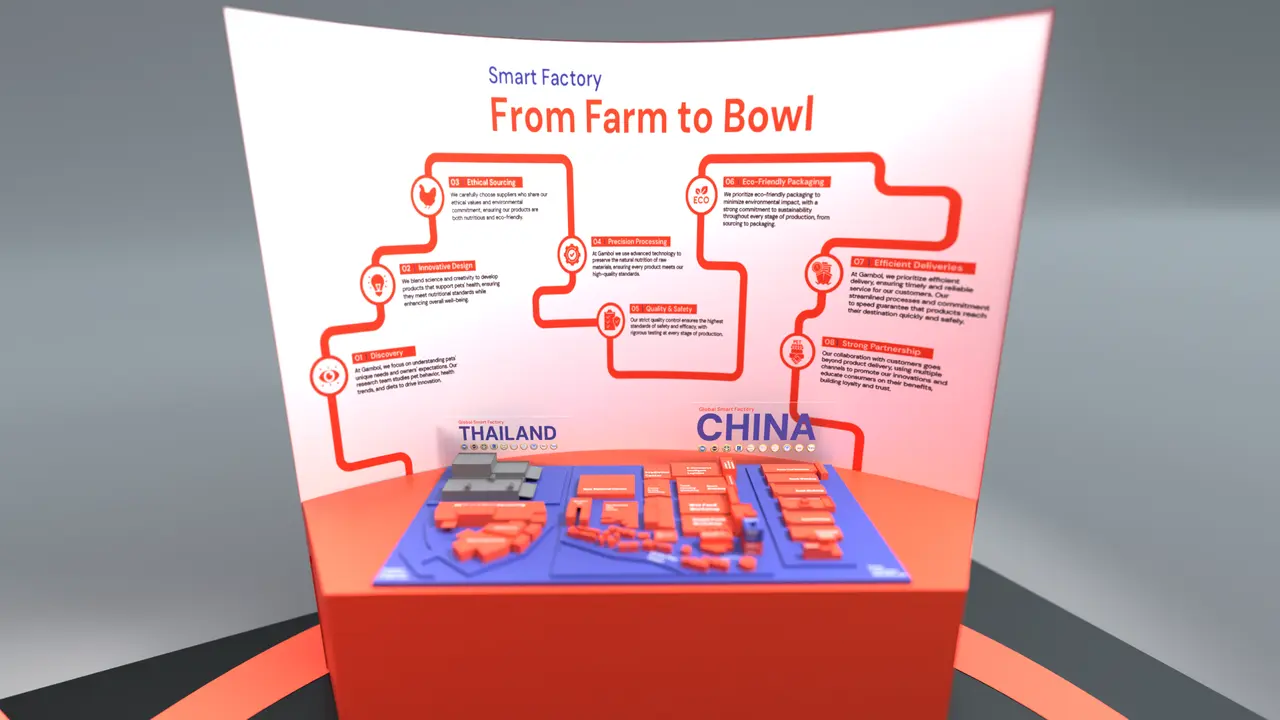 Smart Factory
From Farm to Bowl
01 Discovery
At Gambol, we focus on understanding pets'
unique needs and owners' expectations. Our
research team studies pet behavior, health
trends, and diets to drive innovation.
02 Innovative Design
We blend science and creativity to develop
products that support pets' health, ensuring
they meet nutritional standards while
enhancing overall well-being.
03 Ethical Sourcing
We carefully choose suppliers who share our
ethical values and environmental
commitment, ensuring our products are
both nutritious and eco-friendly.
04 Precision Processing
At Gambol we use advanced technology to
preserve the natural nutrition of raw
materials, ensuring every product meets our
high-quality standards.
05 Quality & Safety
Our strict quality control ensures the highest
standards of safety and efficacy, with
rigorous testing at every stage of production.
ECO
06 Eco-Friendly Packaging
We prioritize eco-friendly packaging to
minimize environmental impact, with a
strong commitment to sustainability
throughout every stage of production, from
sourcing to packaging.
07 Efficient Deliveries
At Gambol, we prioritize efficient
delivery, ensuring timely and reliable
service for our customers. Our
streamlined processes and commitment
to speed guarantee that products reach
their destination quickly and safely.
08 Strong Partnership
Our collaboration with customers goes
beyond product delivery, using multiple
channels to promote our innovations and
educate consumers on their benefits,
building loyalty and trust.
Global Smart Factory
THAILAND
Global Smart Factory
CHINA